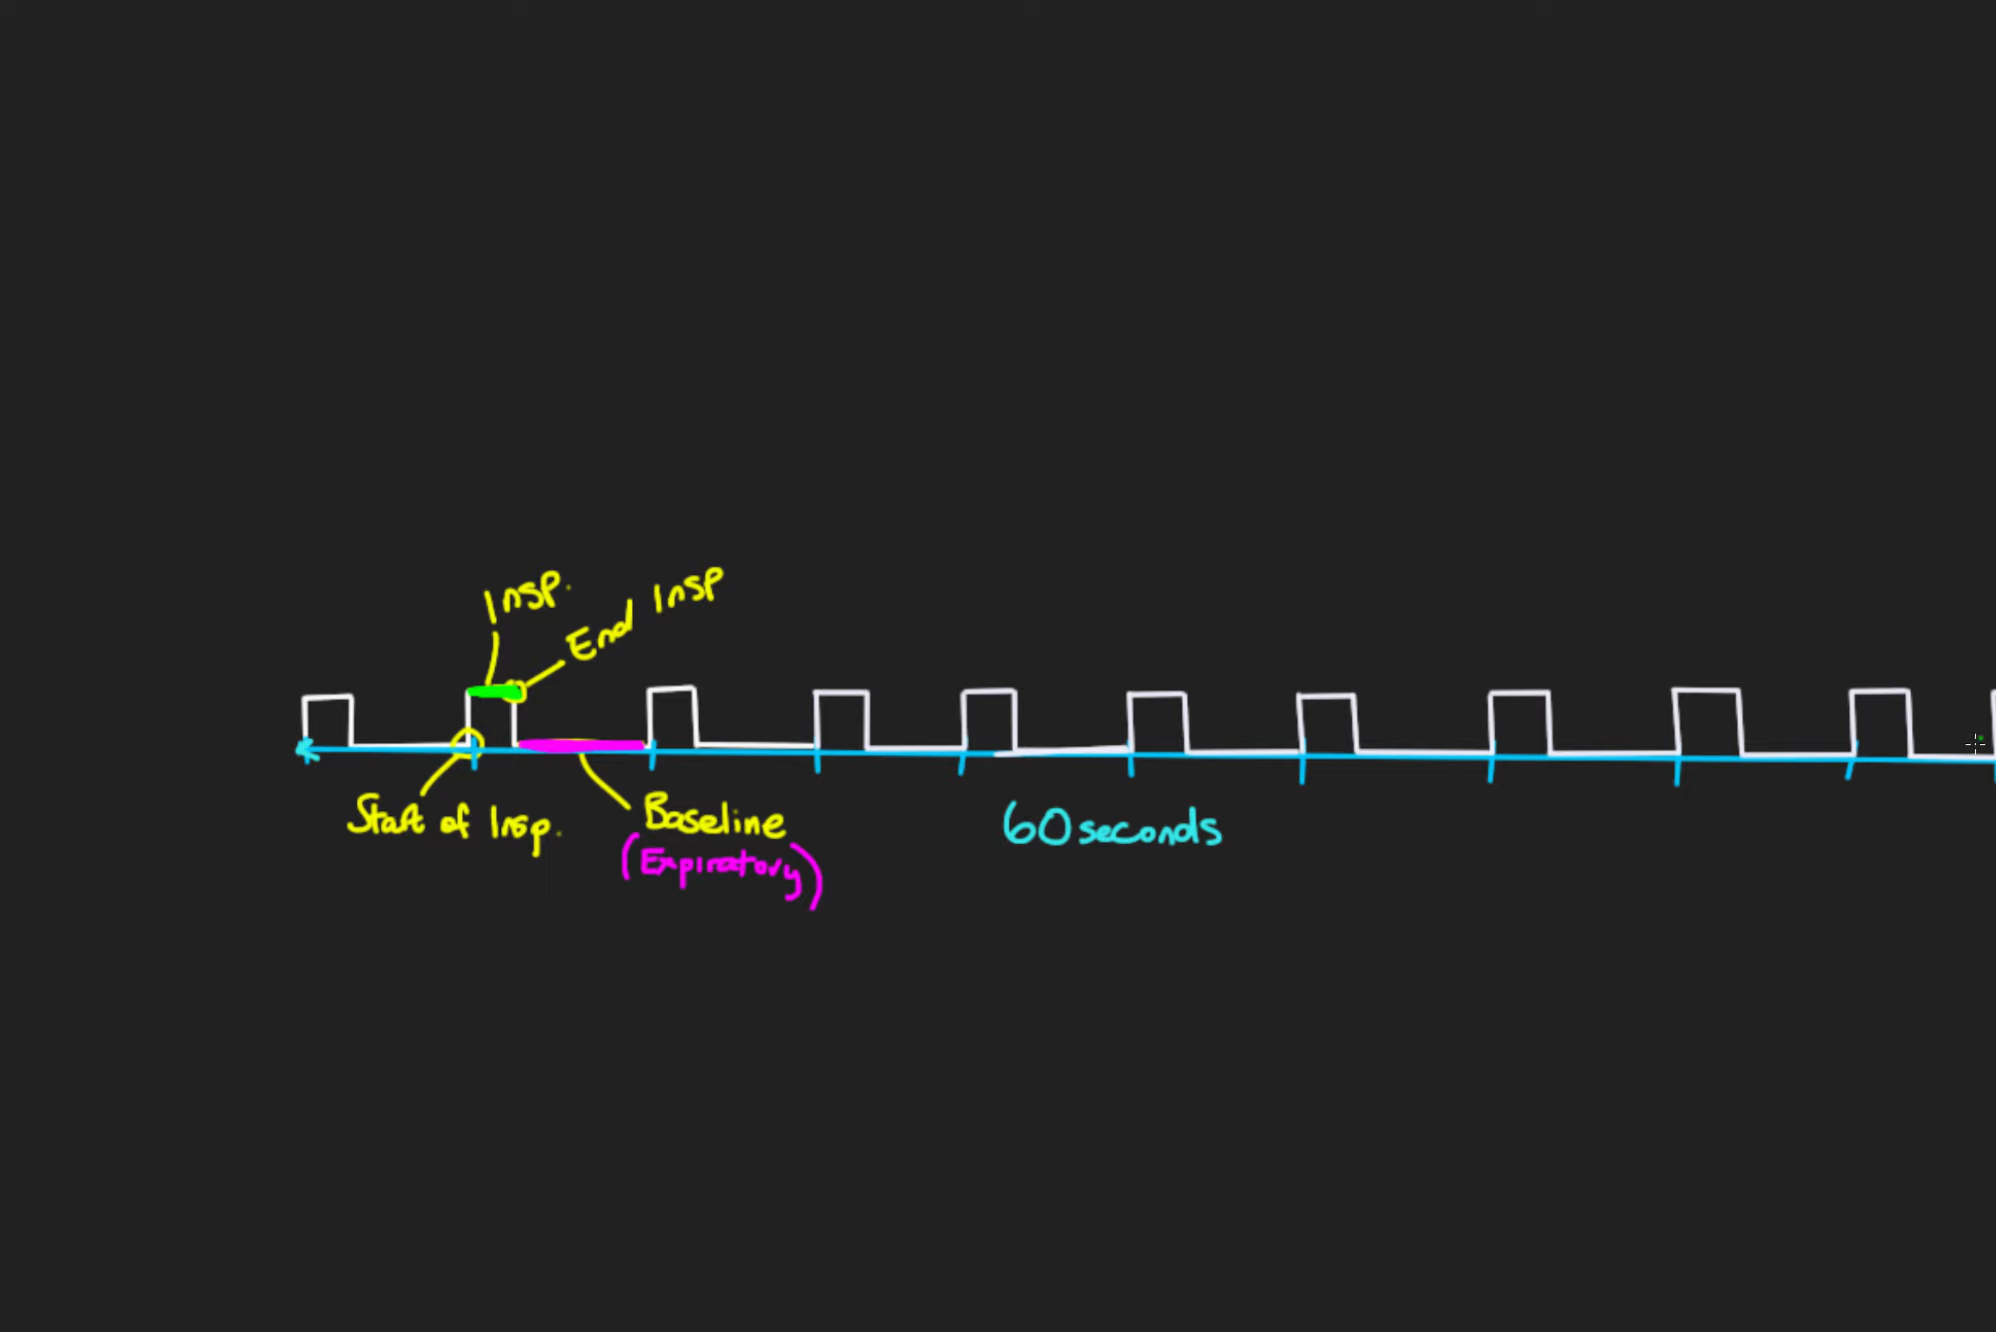 Insp.
End Insp
Start of Insp.
Baseline
(Expiratory)
60 seconds